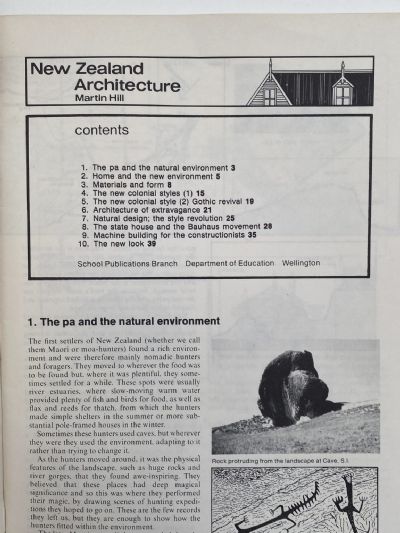 New Zealand
Architecture
Martin Hill
contents
1. The pa and the natural environment 3
2. Home and the new environment 5
3. Materials and form 8
4. The new colonial styles (1) 15
5. The new colonial style (2) Gothic revival 19
6. Architecture of extravagance 21
7. Natural design; the style revolution 25
8. The state house and the Bauhaus movement 28
9. Machine building for the constructionists 35
10. The new look 39
School Publications Branch Department of Education Wellington
1. The pa and the natural environment
The first settlers of New Zealand (whether we call
them Maori or moa-hunters) found a rich environ-
ment and were therefore mainly nomadic hunters
and foragers. They moved to wherever the food was
to be found but, where it was plentiful, they some-
times settled for a while. These spots were usually
river estuaries, where slow-moving warm water
provided plenty of fish and birds for food, as well as
flax and reeds for thatch, from which the hunters
made simple shelters in the summer or more sub-
stantial pole-framed houses in the winter.
Sometimes these hunters used caves, but wherever
they were they used the environment, adapting to it
rather than trying to change it.
As the hunters moved around, it was the physical
features of the landscape, such as huge rocks and
river gorges, that they found awe-inspiring. They
believed that these places had deep magical
significance and so this was where they performed
their magic, by drawing scenes of hunting expedi-
tions they hoped to go on. These are the few records
they left us, but they are enough to show how the
hunters fitted within the environment.
Rock protruding from the landscape at Cave, S.I.